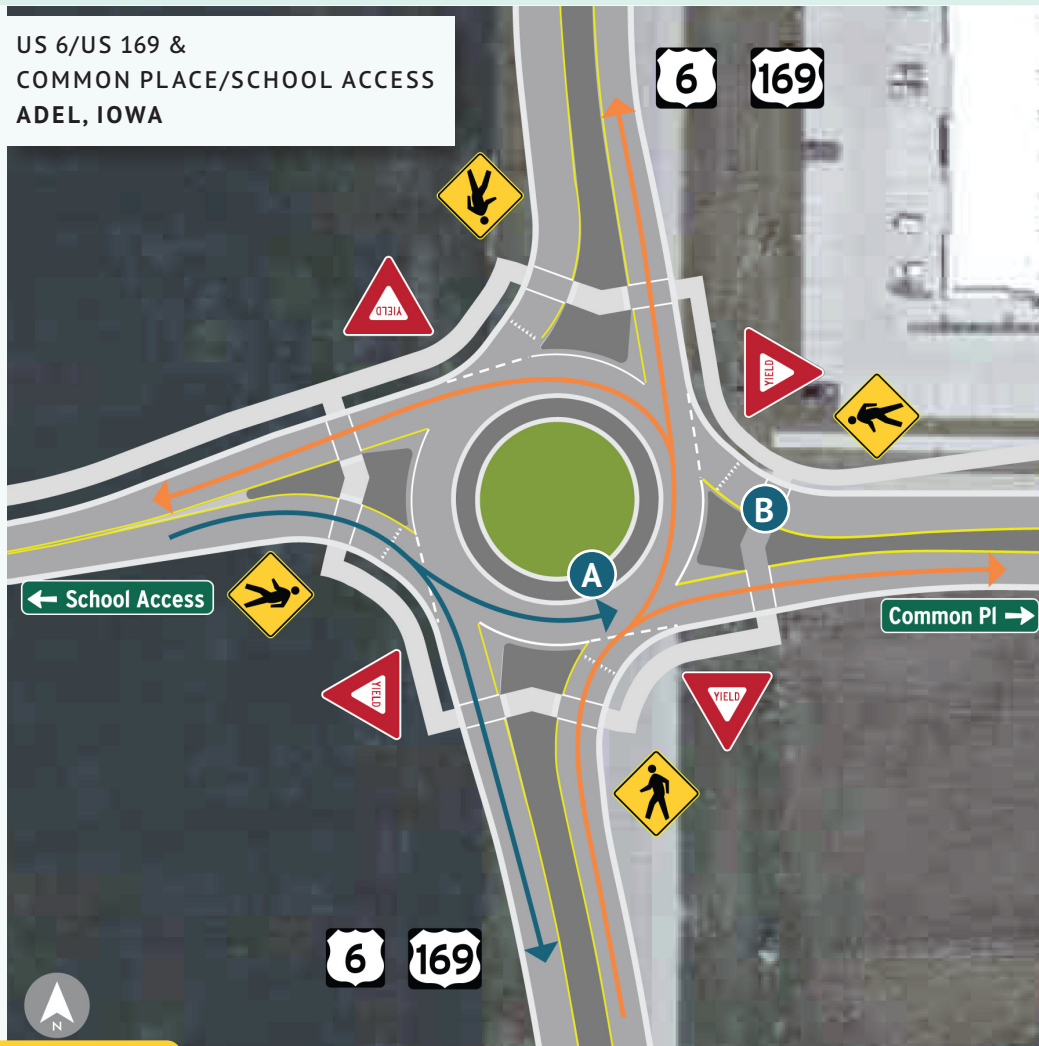 US 6/US 169 &
COMMON PLACE/SCHOOL ACCESS
ADEL, IOWA
6 169
YIELD
YIELD
B
A
← School Access
Common Pl →
YIELD
YIELD
6 169
N